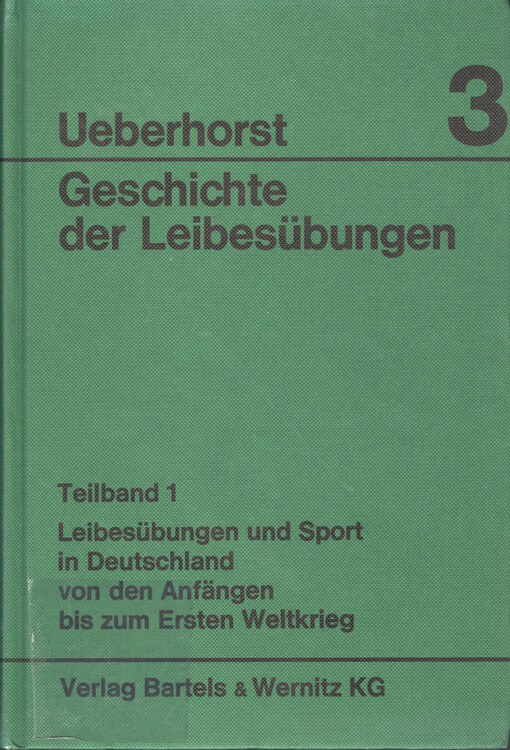 3
Ueberhorst
Geschichte
der Leibesübungen
Teilband 1
Leibesübungen und Sport
in Deutschland
von den Anfängen
bis zum Ersten Weltkrieg
Verlag Bartels & Wernitz KG